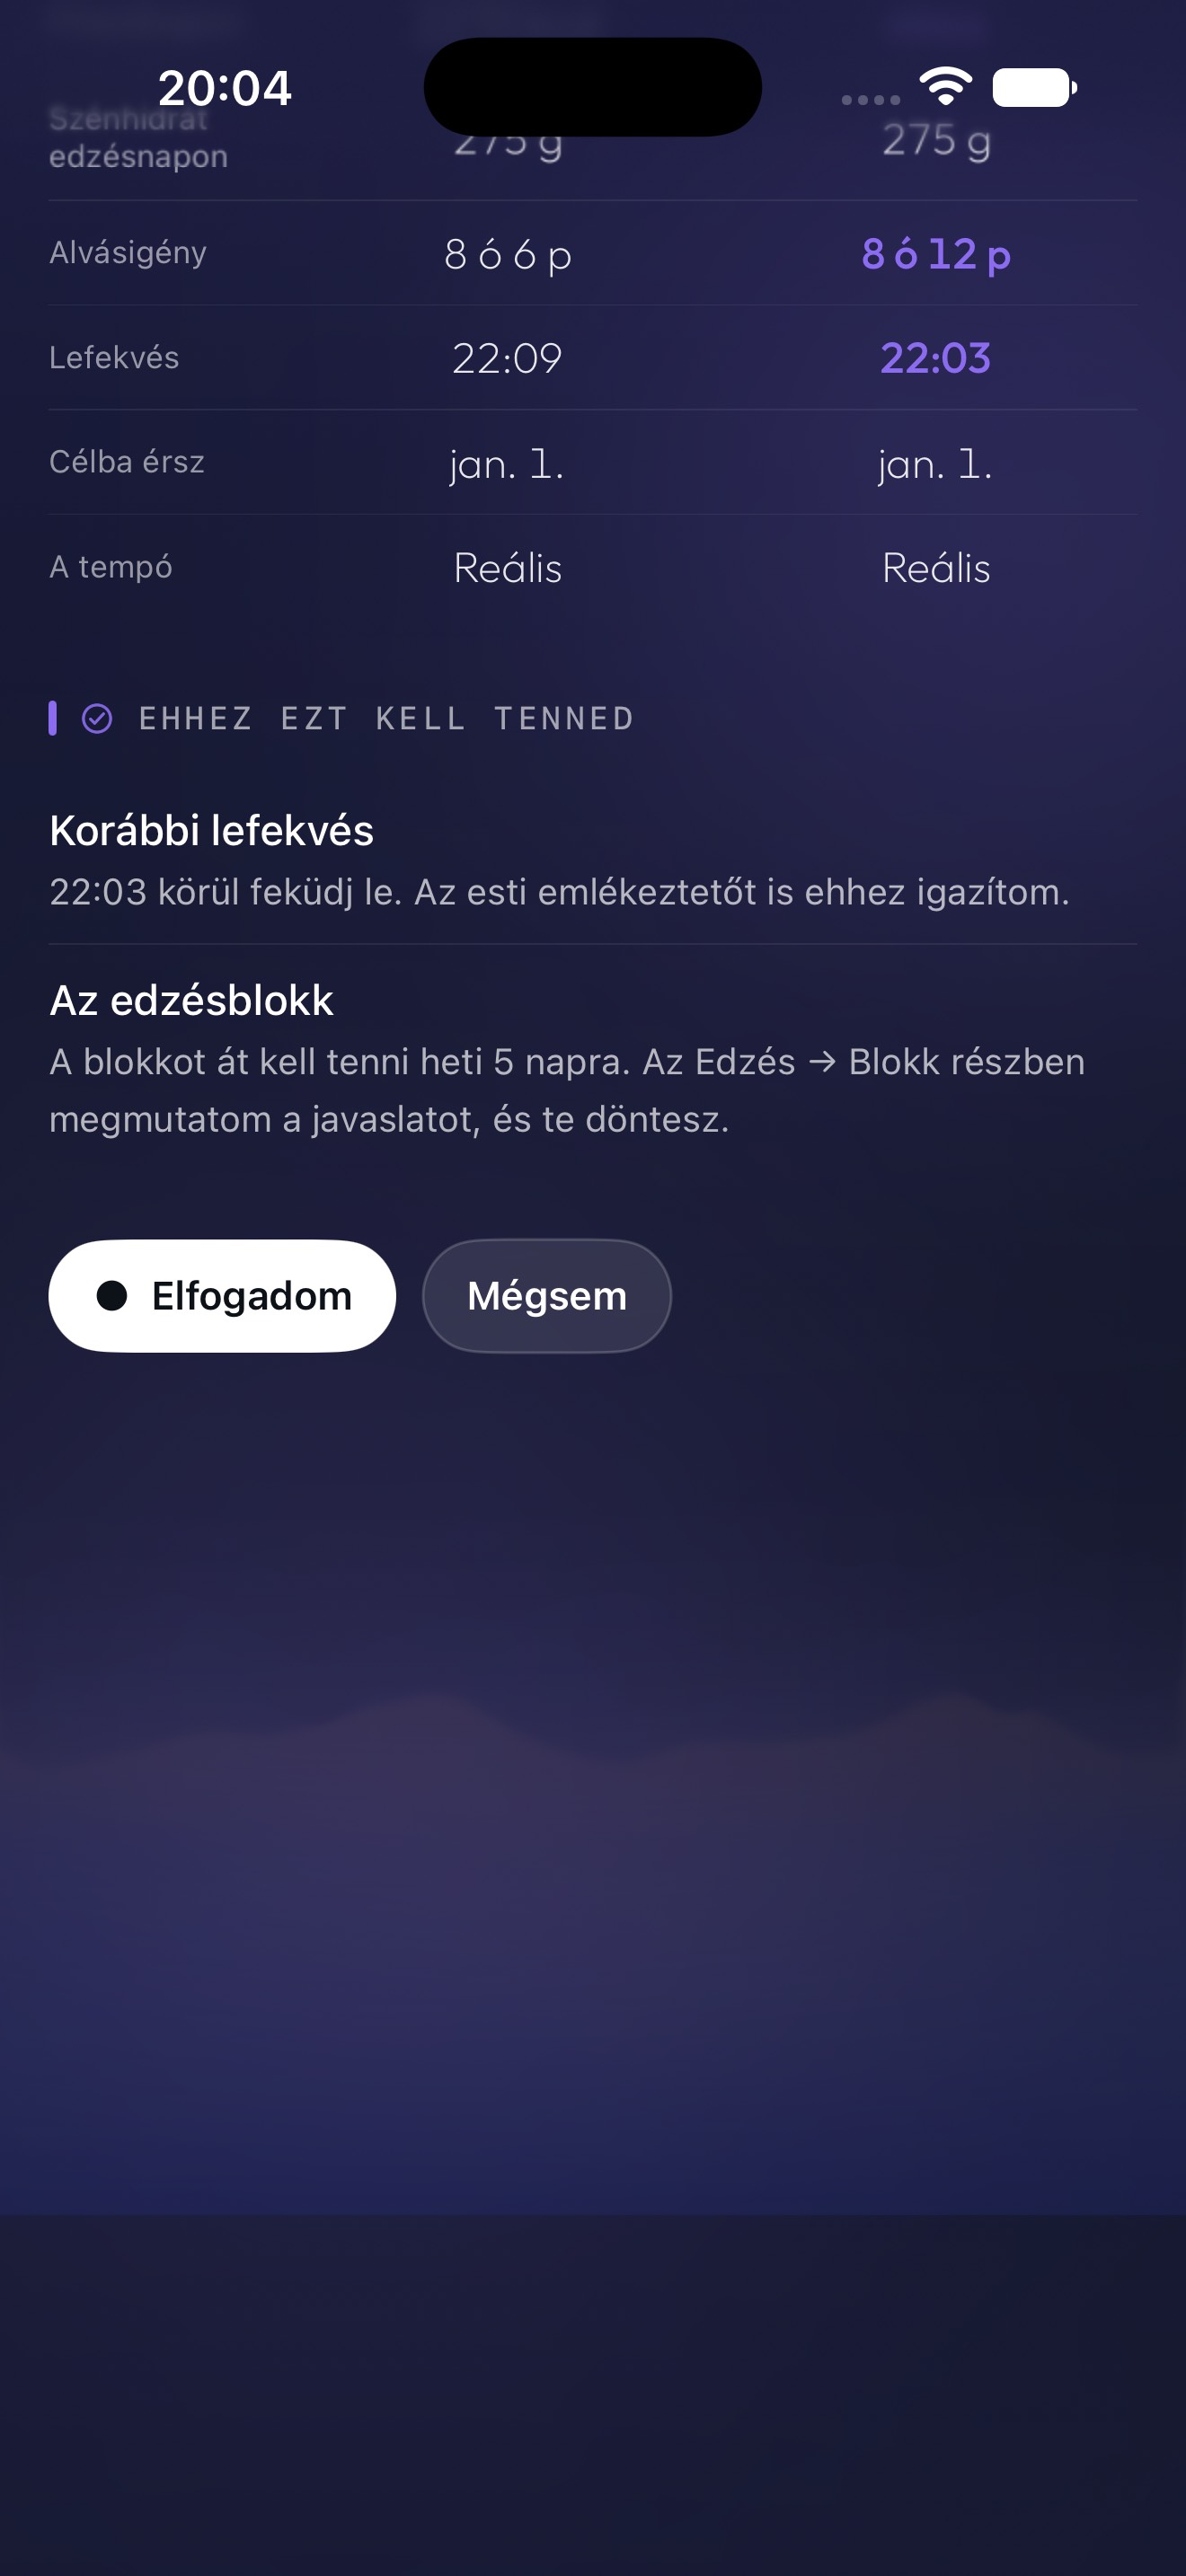 20:04
Szénhidrát
edzésnapon 275 g 275 g
Alvásigény 8 ó 6 p 8 ó 12 p
Lefekvés 22:09 22:03
Célba érsz jan. 1. jan. 1.
A tempó Reális Reális
EHHEZ EZT KELL TENNED
Korábbi lefekvés
22:03 körül feküdj le. Az esti emlékeztetőt is ehhez igazítom.
Az edzésblokk
A blokkot át kell tenni heti 5 napra. Az Edzés → Blokk részben
megmutatom a javaslatot, és te döntesz.
Elfogadom Mégsem